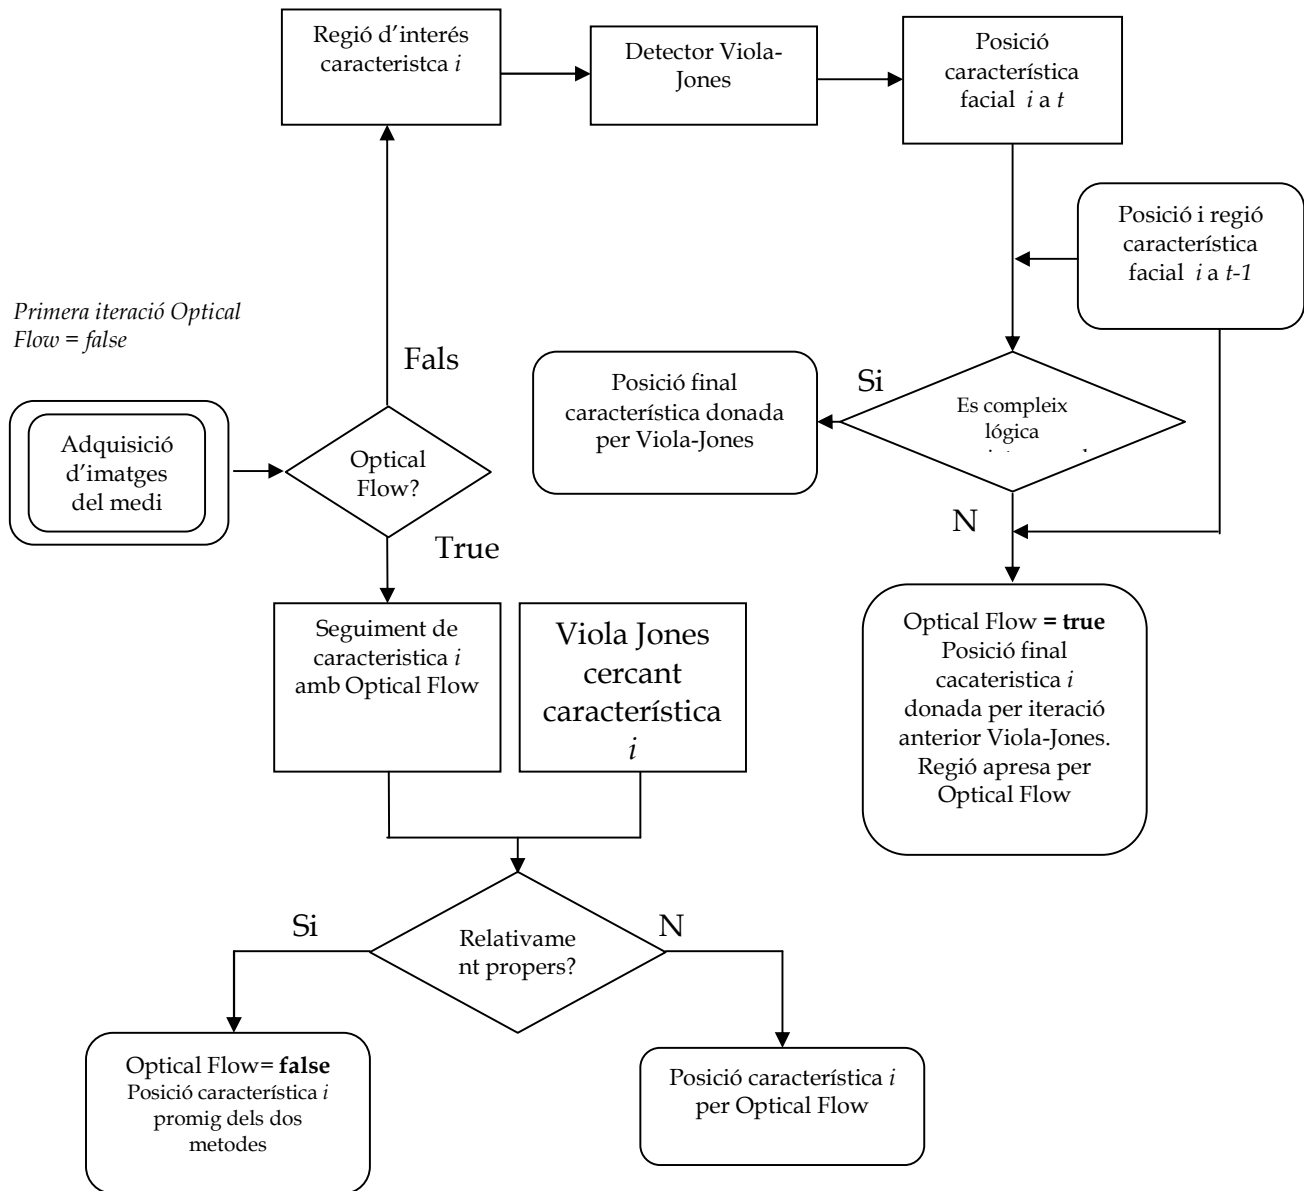 Regió d'interés
caracteristca i
Detector Viola-
Jones
Posició
característica
facial i a t
Posició i regió
característica
facial i a t-1
Primera iteració Optical
Flow = false
Fals
Adquisició
d'imatges
del medi
Optical
Flow?
True
Posició final
característica donada
per Viola-Jones
Si
Es compleix
lógica
N
Seguiment de
caracteristica i
amb Optical Flow
Viola Jones
cercant
característica
i
Optical Flow = true
Posició final
cacateristica i
donada per iteració
anterior Viola-Jones.
Regió apresa per
Optical Flow
Si
Relativame
nt propers?
N
Optical Flow= false
Posició característica i
promig dels dos
metodes
Posició característica i
per Optical Flow